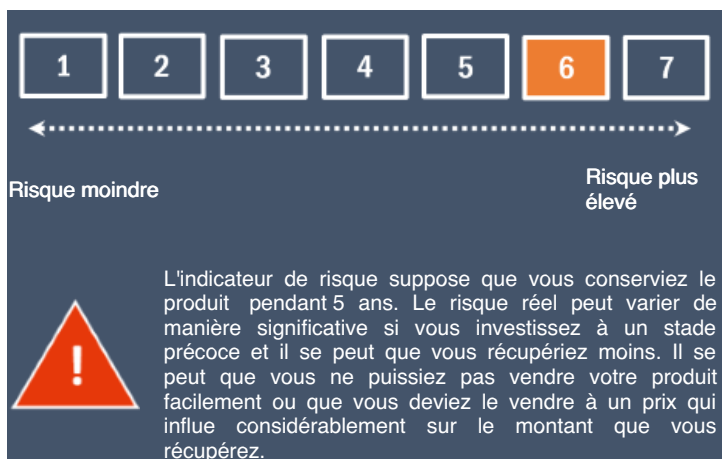 1 2 3 4 5 6 7
Risque moindre
Risque plus
élevé
!
L'indicateur de risque suppose que vous conserviez le
produit pendant 5 ans. Le risque réel peut varier de
manière significative si vous investissez à un stade
précoce et il se peut que vous récupériez moins. Il se
peut que vous ne puissiez pas vendre votre produit
facilement ou que vous deviez le vendre à un prix qui
influe considérablement sur le montant que vous
récupérez.